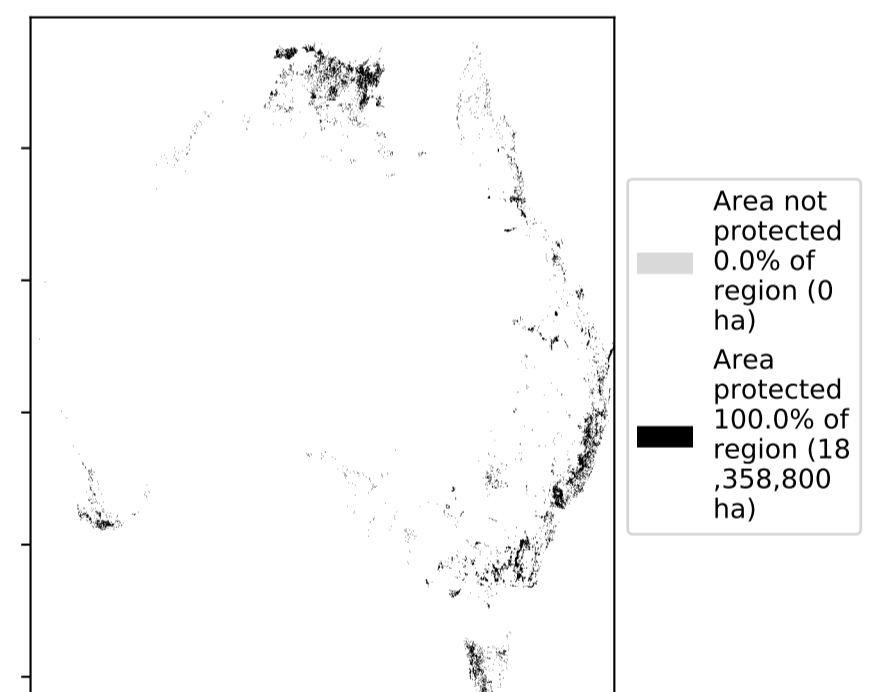 Area not
protected
0.0% of
region (0
ha)
Area
protected
100.0% of
region (18
,358,800
ha)